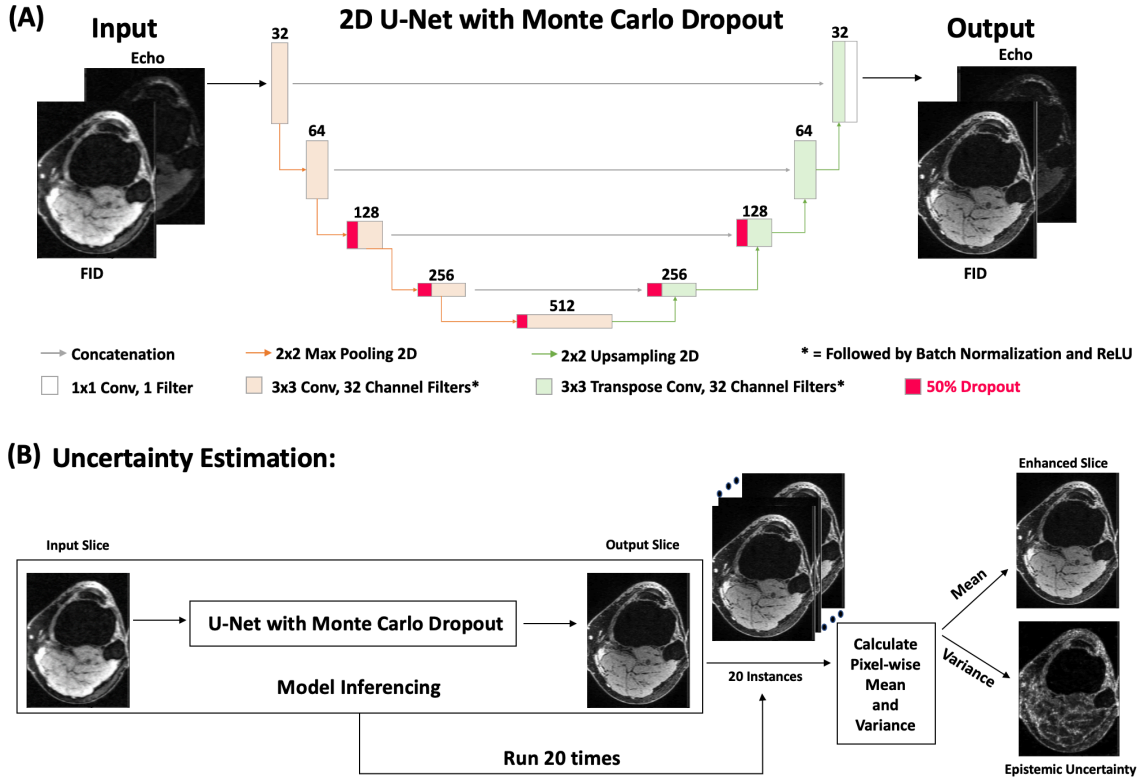 (A)
Input
2D U-Net with Monte Carlo Dropout
Output
Echo
FID
32
64
128
256
512
256
128
64
32
Echo
FID
Concatenation
2x2 Max Pooling 2D
2x2 Upsampling 2D
* = Followed by Batch Normalization and ReLU
1x1 Conv, 1 Filter
3x3 Conv, 32 Channel Filters*
3x3 Transpose Conv, 32 Channel Filters*
50% Dropout
(B) Uncertainty Estimation:
Input Slice
U-Net with Monte Carlo Dropout
Output Slice
Model Inferencing
Run 20 times
20 Instances
Calculate
Pixel-wise
Mean
and
Variance
Mean
Variance
Enhanced Slice
Epistemic Uncertainty